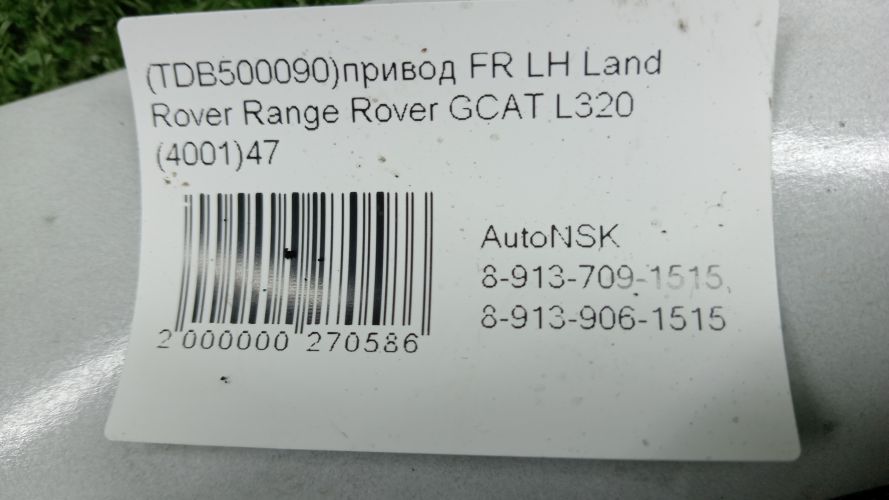 (TDB500090)привод FR LH Land
Rover Range Rover GCAT L320
(4001)47
AutoNSK
8-913-709-1515,
8-913-906-1515
2 000000 270586